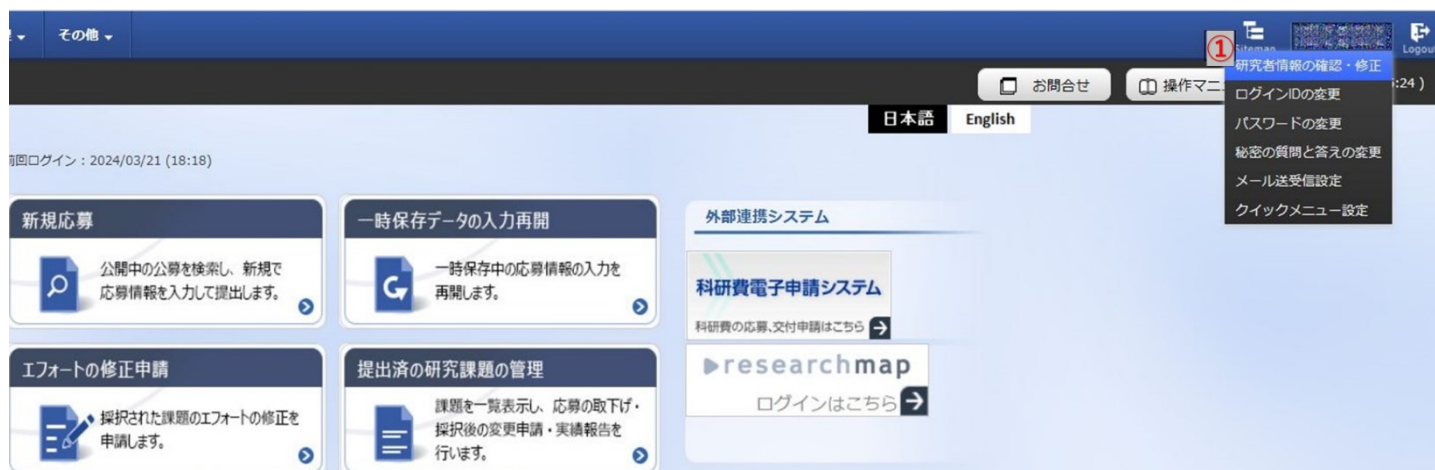 その他
Sitemap
Logout
①
研究者情報の確認・修正
ログインIDの変更
パスワードの変更
秘密の質問と答えの変更
メール送受信設定
クイックメニュー設定
お問合せ
操作マニ
:24 )
日本語 English
前回ログイン : 2024/03/21 (18:18)
新規応募
公開中の公募を検索し、新規で
応募情報を入力して提出します。
一時保存データの入力再開
一時保存中の応募情報の入力を
再開します。
外部連携システム
科研費電子申請システム
科研費の応募、交付申請はこちら
researchmap
ログインはこちら
エフォートの修正申請
採択された課題のエフォートの修正を
申請します。
提出済の研究課題の管理
課題を一覧表示し、応募の取下げ・
採択後の変更申請・実績報告を
行います。